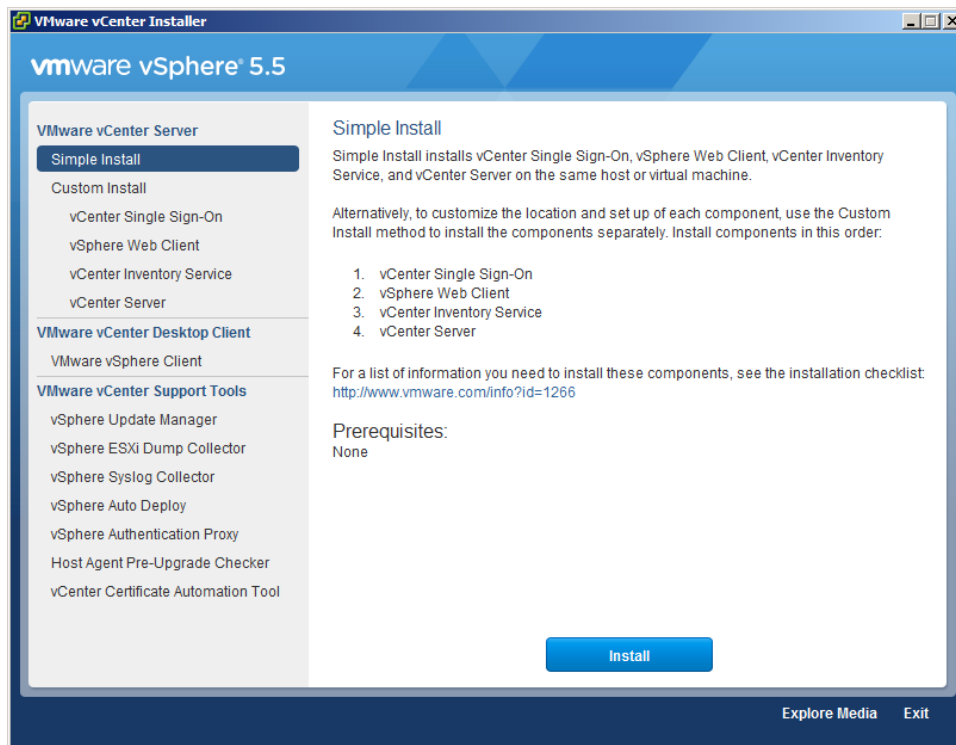 VMware vCenter Installer
vmware vSphere® 5.5
VMware vCenter Server
Simple Install
Custom Install
vCenter Single Sign-On
vSphere Web Client
vCenter Inventory Service
vCenter Server
VMware vCenter Desktop Client
VMware vSphere Client
VMware vCenter Support Tools
vSphere Update Manager
vSphere ESXi Dump Collector
vSphere Syslog Collector
vSphere Auto Deploy
vSphere Authentication Proxy
Host Agent Pre-Upgrade Checker
vCenter Certificate Automation Tool
Simple Install
Simple Install installs vCenter Single Sign-On, vSphere Web Client, vCenter Inventory
Service, and vCenter Server on the same host or virtual machine.
Alternatively, to customize the location and set up of each component, use the Custom
Install method to install the components separately. Install components in this order:
1. vCenter Single Sign-On
2. vSphere Web Client
3. vCenter Inventory Service
4. vCenter Server
For a list of information you need to install these components, see the installation checklist:
http://www.vmware.com/info?id=1266
Prerequisites:
None
Install
Explore Media Exit